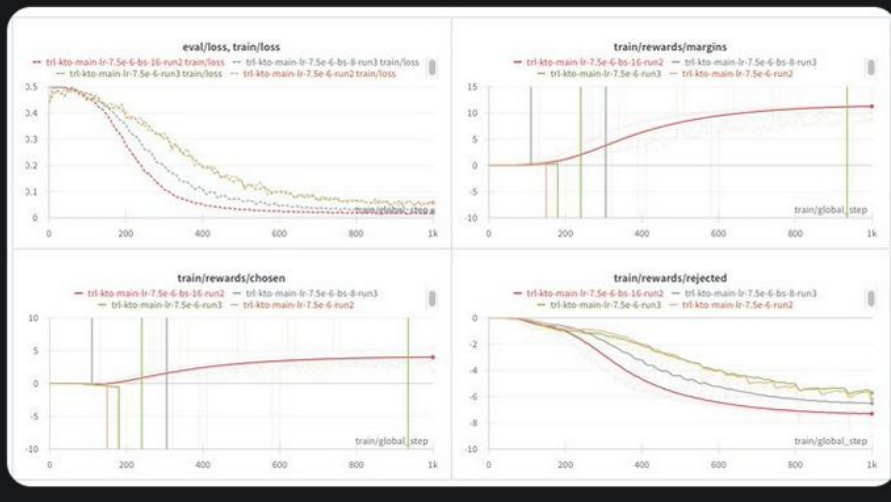 eval/loss, train/loss
trl-kto-main-lr-7.5e-6-bs-16-run2 train/loss trl-kto-main-lr-7.5e-6-bs-8-run3 train/loss
trl-kto-main-lr-7.5e-6-run3 train/loss trl-kto-main-lr-7.5e-6-run2 train/loss
0.5
0.4
0.3
0.2
0.1
0
train/global_step
0 200 400 600 800 1k
train/rewards/margins
trl-kto-main-lr-7.5e-6-bs-16-run2 trl-kto-main-lr-7.5e-6-bs-8-run3
trl-kto-main-lr-7.5e-6-run3 trl-kto-main-lr-7.5e-6-run2
15
10
5
0
-5
-10
train/global_step
0 200 400 600 800 1k
train/rewards/chosen
trl-kto-main-lr-7.5e-6-bs-16-run2 trl-kto-main-lr-7.5e-6-bs-8-run3
trl-kto-main-lr-7.5e-6-run3 trl-kto-main-lr-7.5e-6-run2
10
5
0
-5
-10
train/global_step
0 200 400 600 800 1k
train/rewards/rejected
trl-kto-main-lr-7.5e-6-bs-16-run2 trl-kto-main-lr-7.5e-6-bs-8-run3
trl-kto-main-lr-7.5e-6-run3 trl-kto-main-lr-7.5e-6-run2
0
-2
-4
-6
-8
-10
train/global_step
0 200 400 600 800 1k